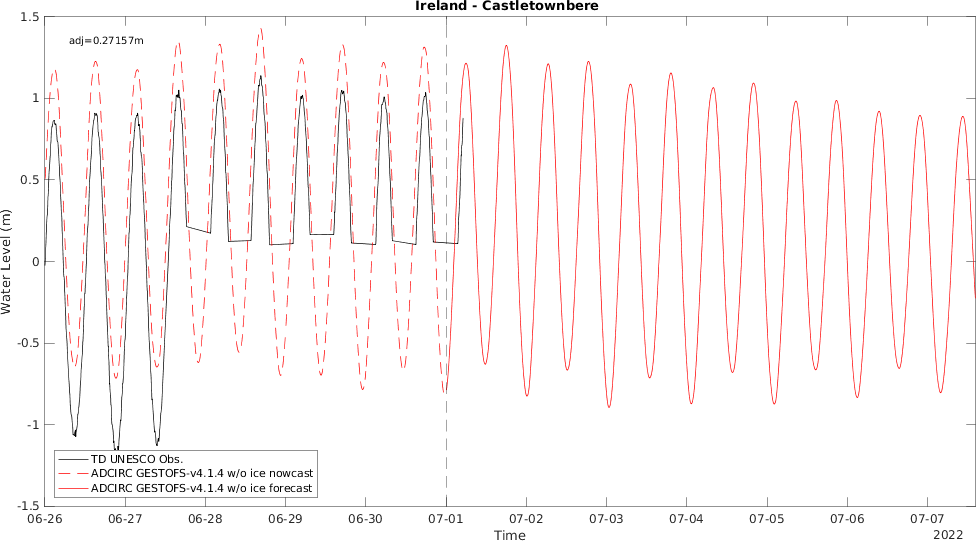 Ireland - Castletownbere
adj=0.27157m
Water Level (m)
1.5
1
0.5
0
-0.5
-1
-1.5
TD UNESCO Obs.
ADCIRC GESTOFS-v4.1.4 w/o ice nowcast
ADCIRC GESTOFS-v4.1.4 w/o ice forecast
06-26 06-27 06-28 06-29 06-30 07-01 07-02 07-03 07-04 07-05 07-06 07-07
Time
2022